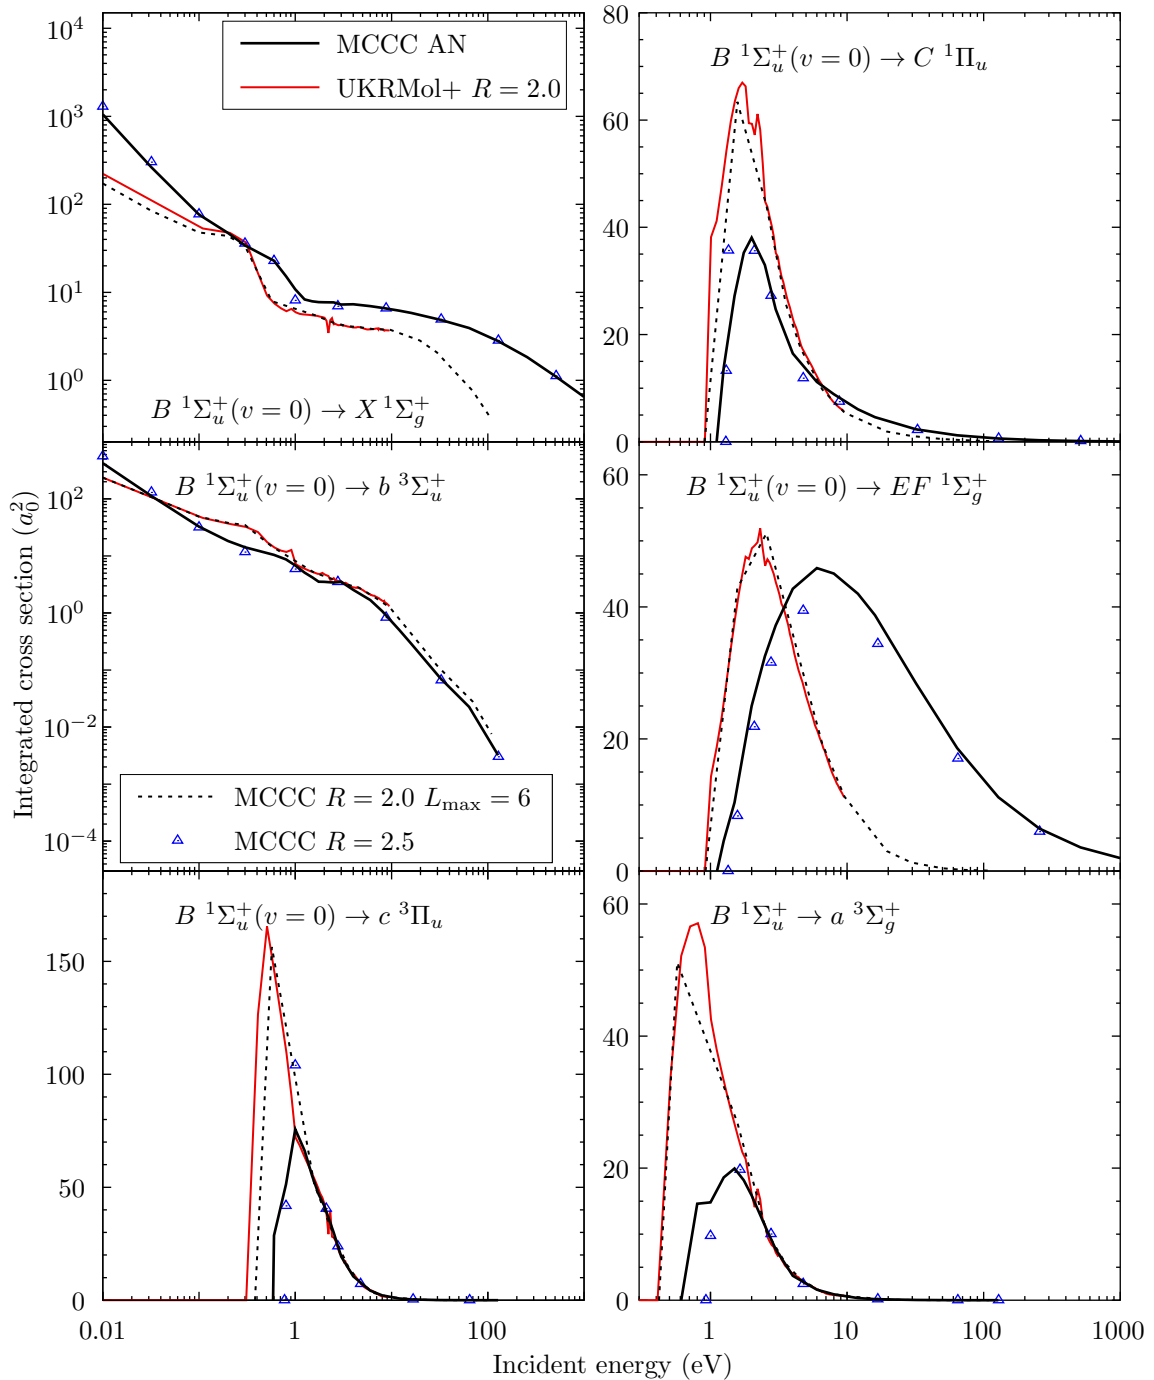 10⁴
10³
10²
10¹
10⁰
MCCC AN
UKRMol+ R = 2.0
B ¹Σᵤ⁺(v = 0) → X ¹Σg⁺
80
60
40
20
0
B ¹Σᵤ⁺(v = 0) → C ¹Πᵤ
Integrated cross section (a₀²)
10²
10⁰
10⁻²
10⁻⁴
B ¹Σᵤ⁺(v = 0) → b ³Σᵤ⁺
MCCC R = 2.0 Lmax = 6
MCCC R = 2.5
60
40
20
0
B ¹Σᵤ⁺(v = 0) → EF ¹Σg⁺
150
100
50
0
B ¹Σᵤ⁺(v = 0) → c ³Πᵤ
0.01 1 100
60
40
20
0
B ¹Σᵤ⁺ → a ³Σg⁺
1 10 100 1000
Incident energy (eV)